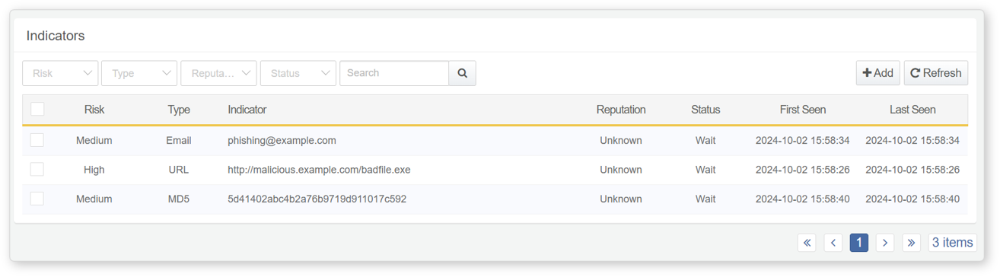 Indicators
Risk Type Reputa... Status Search Add Refresh
Risk Type Indicator Reputation Status First Seen Last Seen
Medium Email phishing@example.com Unknown Wait 2024-10-02 15:58:34 2024-10-02 15:58:34
High URL http://malicious.example.com/badfile.exe Unknown Wait 2024-10-02 15:58:26 2024-10-02 15:58:26
Medium MD5 5d41402abc4b2a76b9719d911017c592 Unknown Wait 2024-10-02 15:58:40 2024-10-02 15:58:40
« < 1 > » 3 items